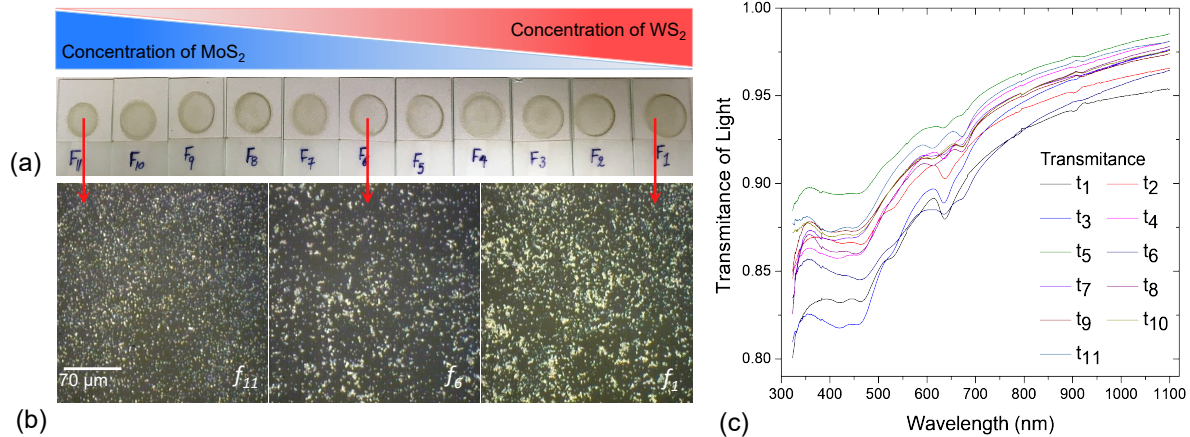 (a)
Concentration of WS₂
Concentration of MoS₂
F₁₁ F₁₀ F₉ F₈ F₇ F₆ F₅ F₄ F₃ F₂ F₁
(b)
70 μm
f₁₁ f₆ f₁
(c)
Transmitance of Light
1.00
0.95
0.90
0.85
0.80
Transmitance
t₁ t₂
t₃ t₄
t₅ t₆
t₇ t₈
t₉ t₁₀
t₁₁
300 400 500 600 700 800 900 1000 1100
Wavelength (nm)